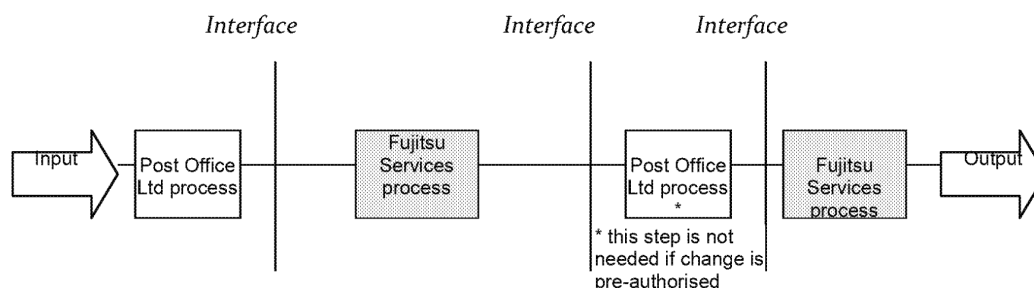 Interface
Interface
Interface
Input
Post Office
Ltd process
Fujitsu
Services
process
Post Office
Ltd process
*
* this step is not
needed if change is
pre-authorised
Fujitsu
Services
process
Output